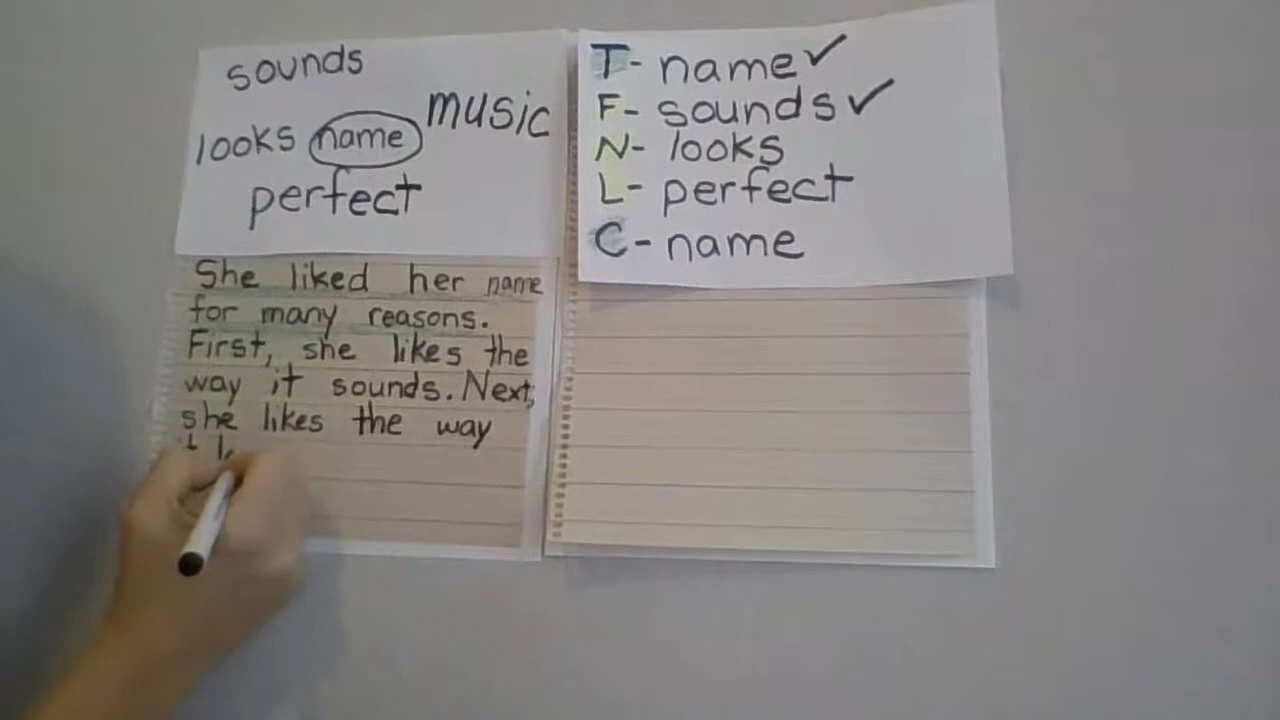 sounds
music
looks name
perfect
T- name✓
F- sounds✓
N- looks
L- perfect
C- name
She liked her name
for many reasons.
First, she likes the
way it sounds. Next,
she likes the way